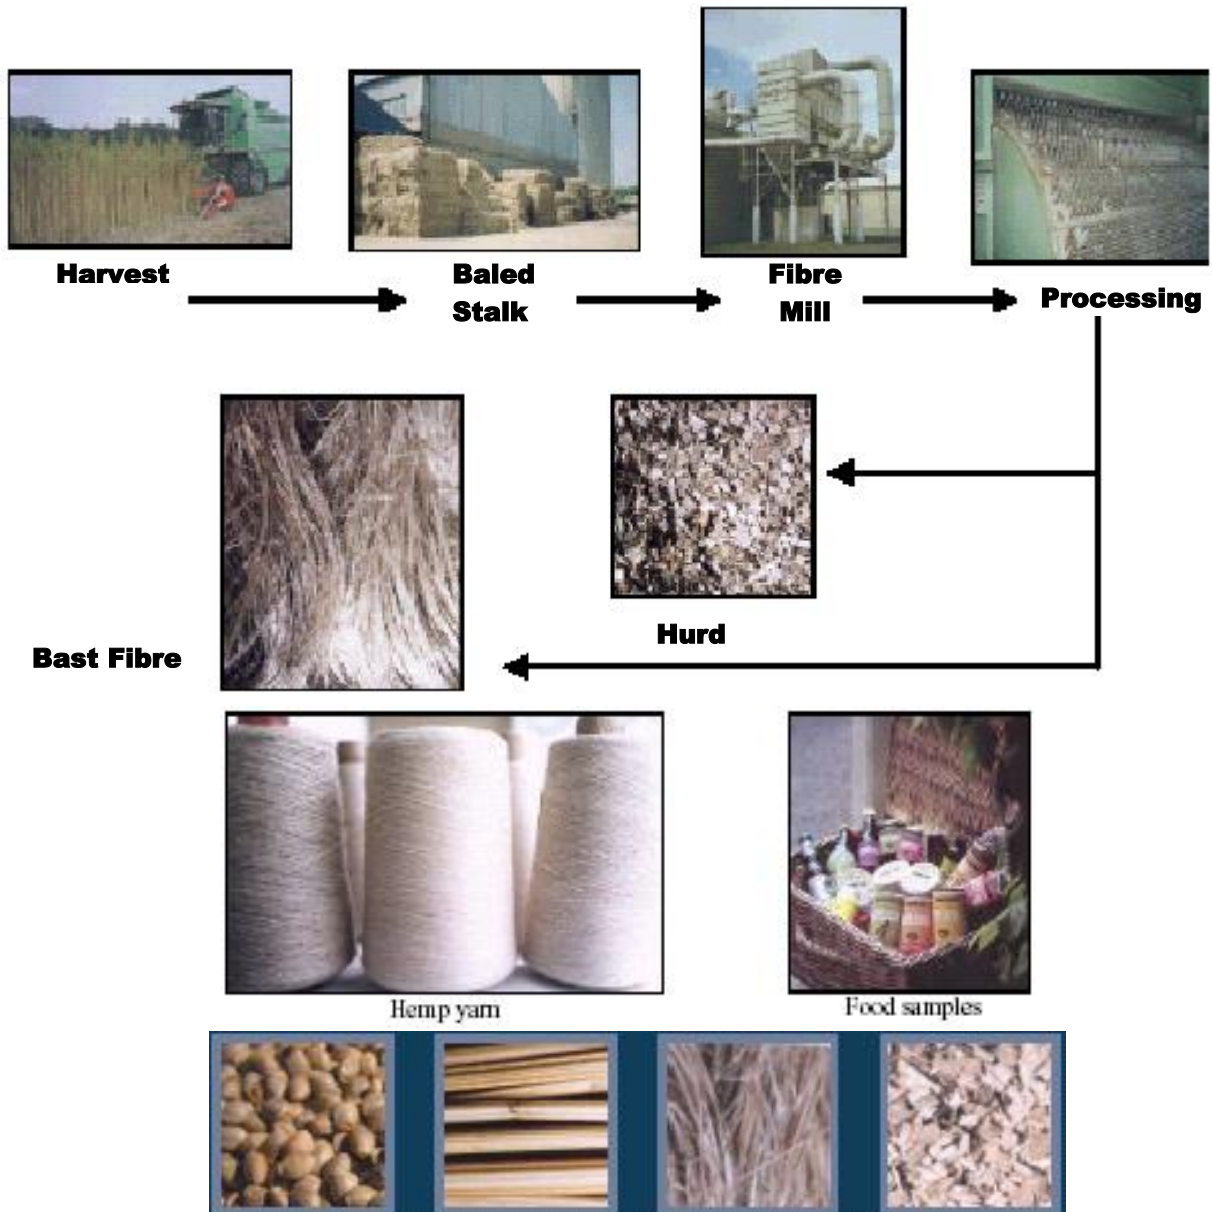 Harvest
Baled
Stalk
Fibre
Mill
Processing
Hurd
Bast Fibre
Hemp yarn
Food samples